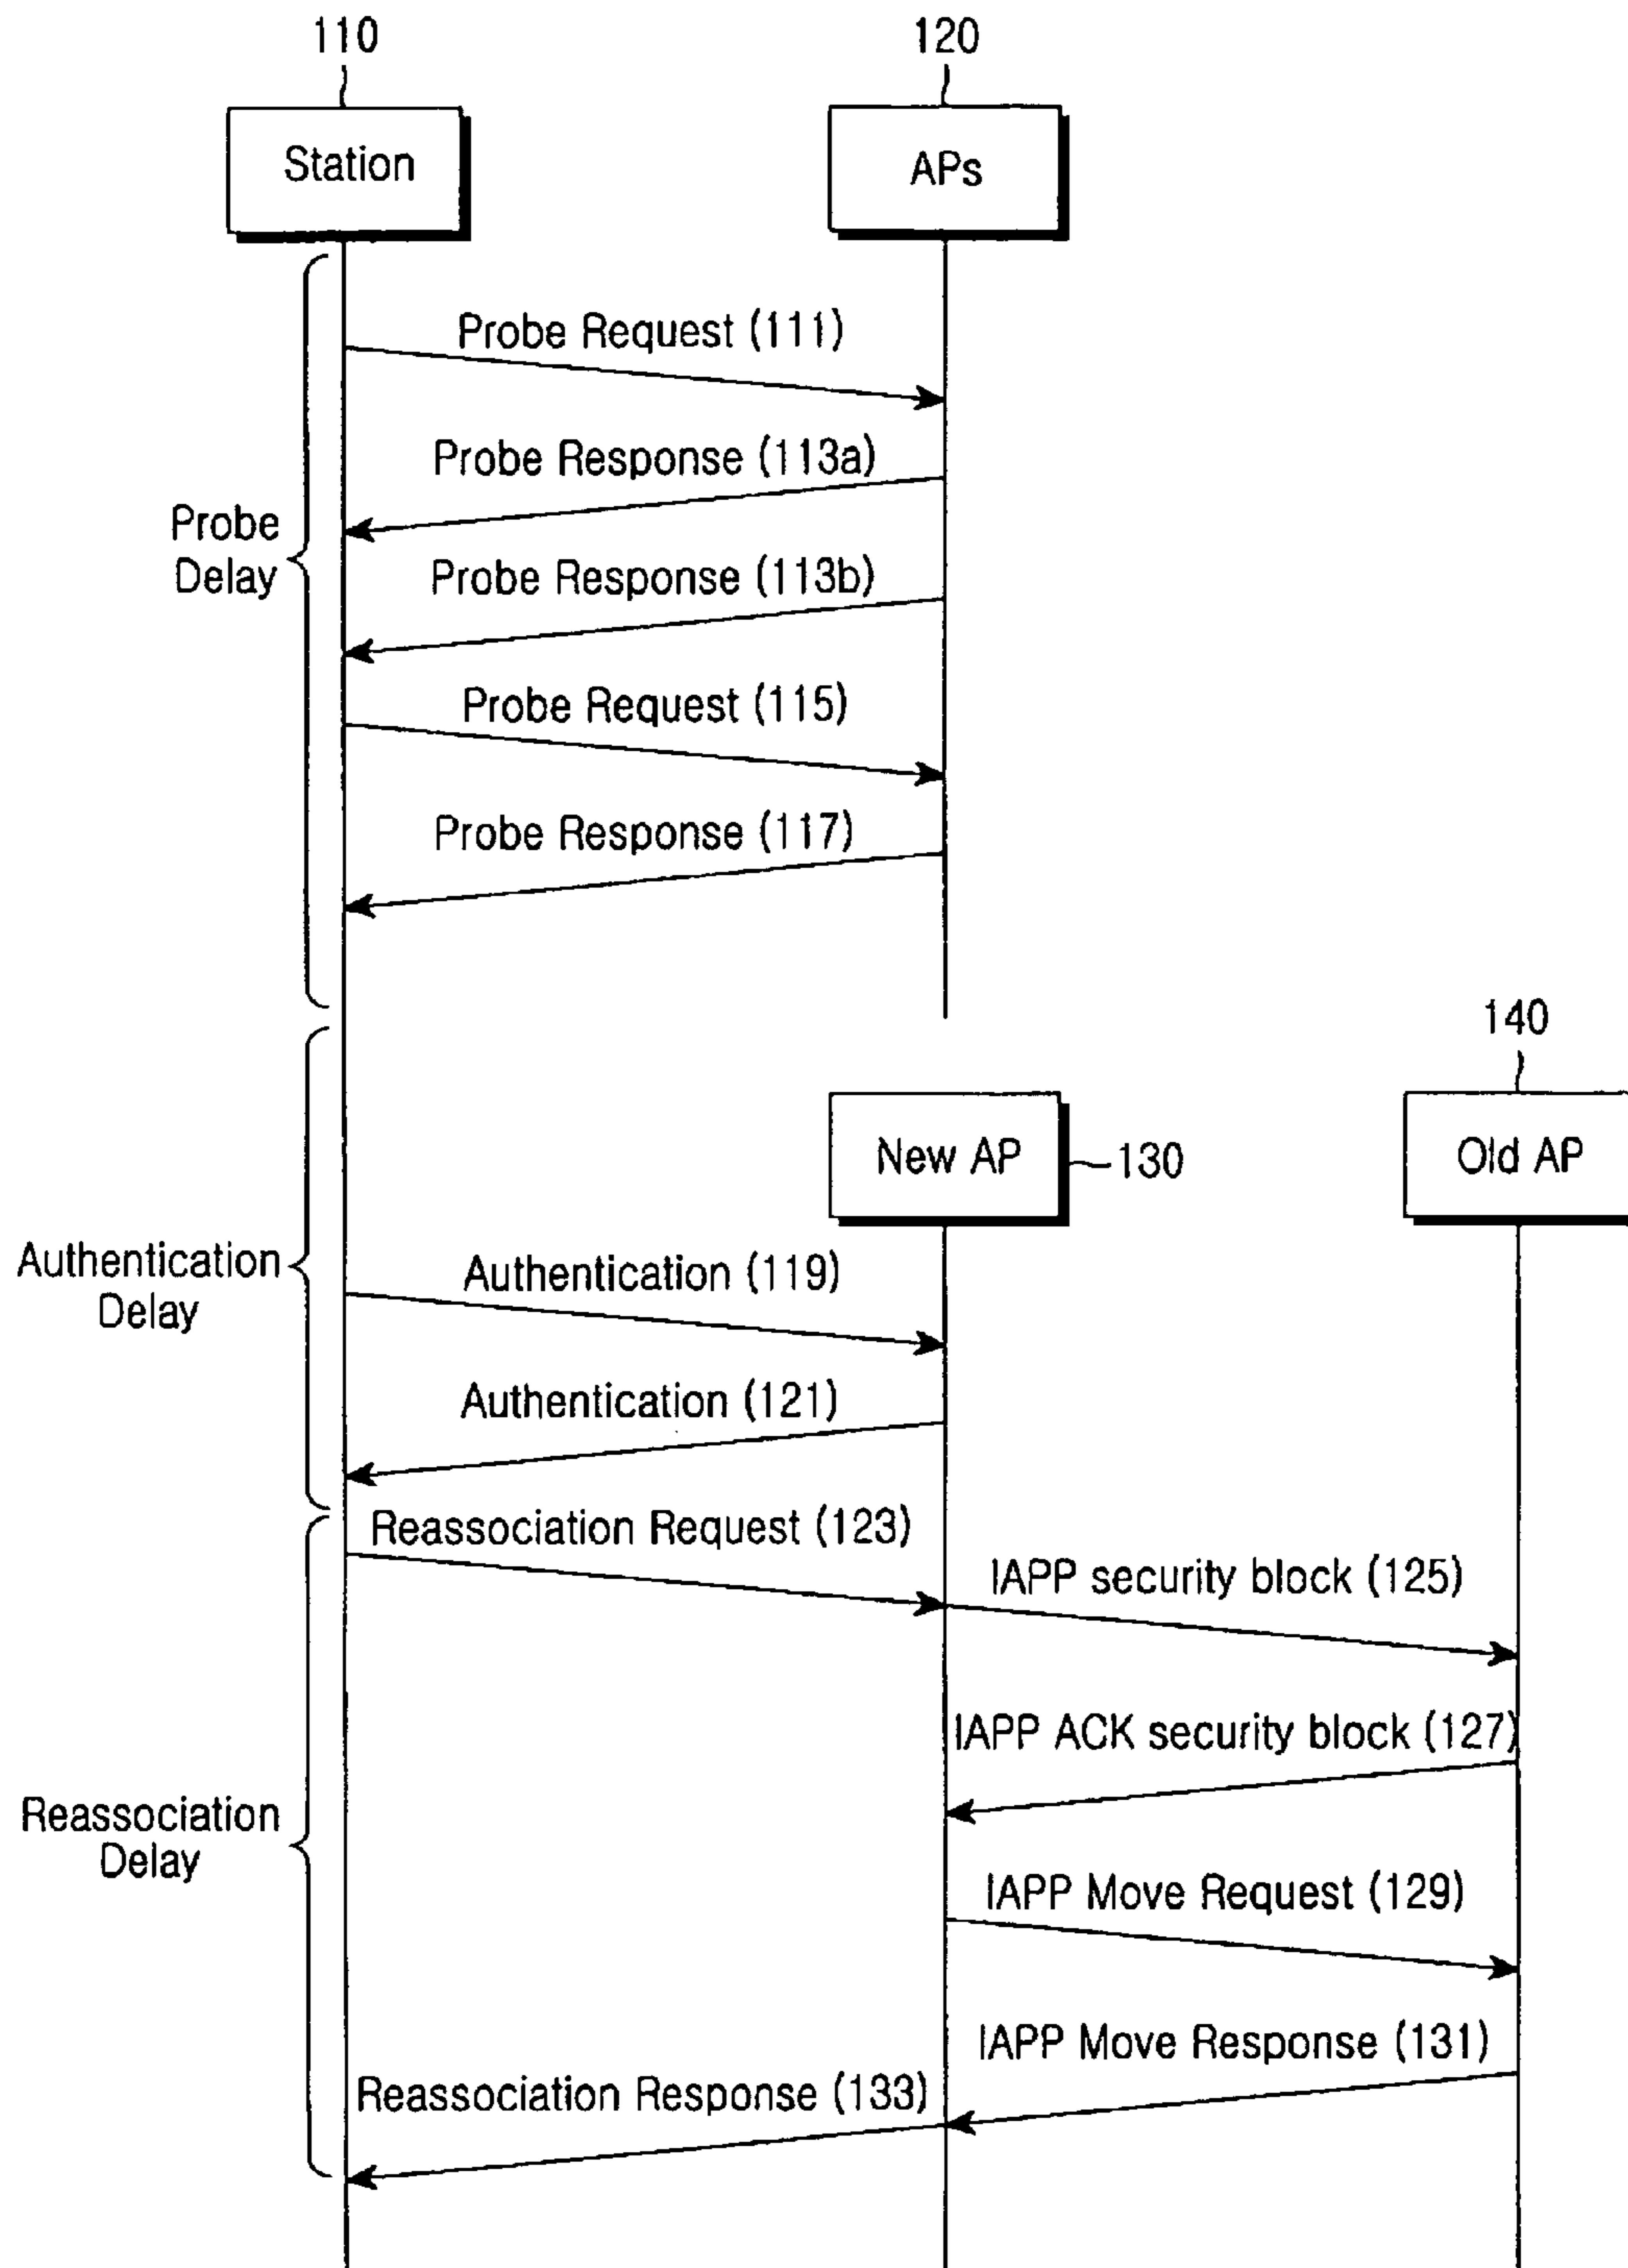 110
120
Station
APs
Probe Request (111)
Probe Response (113a)
Probe
Delay
Probe Response (113b)
Probe Request (115)
Probe Response (117)
140
New AP
130
Old AP
Authentication
Delay
Authentication (119)
Authentication (121)
Reassociation Request (123)
IAPP security block (125)
IAPP ACK security block (127)
Reassociation
Delay
IAPP Move Request (129)
IAPP Move Response (131)
Reassociation Response (133)